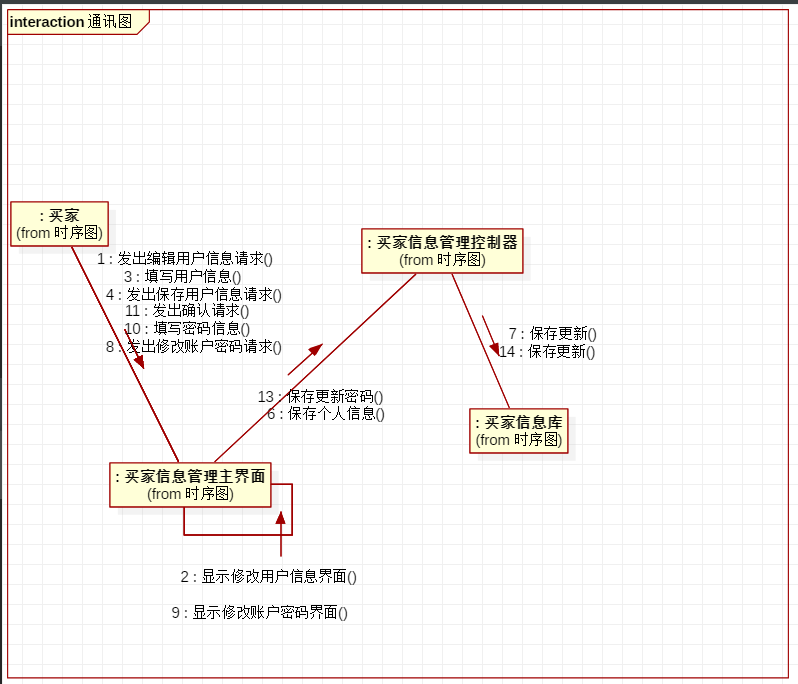 interaction 通讯图
: 买家
(from 时序图)
: 买家信息管理控制器
(from 时序图)
1 : 发出编辑用户信息请求()
3 : 填写用户信息()
4 : 发出保存用户信息请求()
11 : 发出确认请求()
10 : 填写密码信息()
8 : 发出修改账户密码请求()
7 : 保存更新()
14 : 保存更新()
13 : 保存更新密码()
6 : 保存个人信息()
: 买家信息库
(from 时序图)
: 买家信息管理主界面
(from 时序图)
2 : 显示修改用户信息界面()
9 : 显示修改账户密码界面()